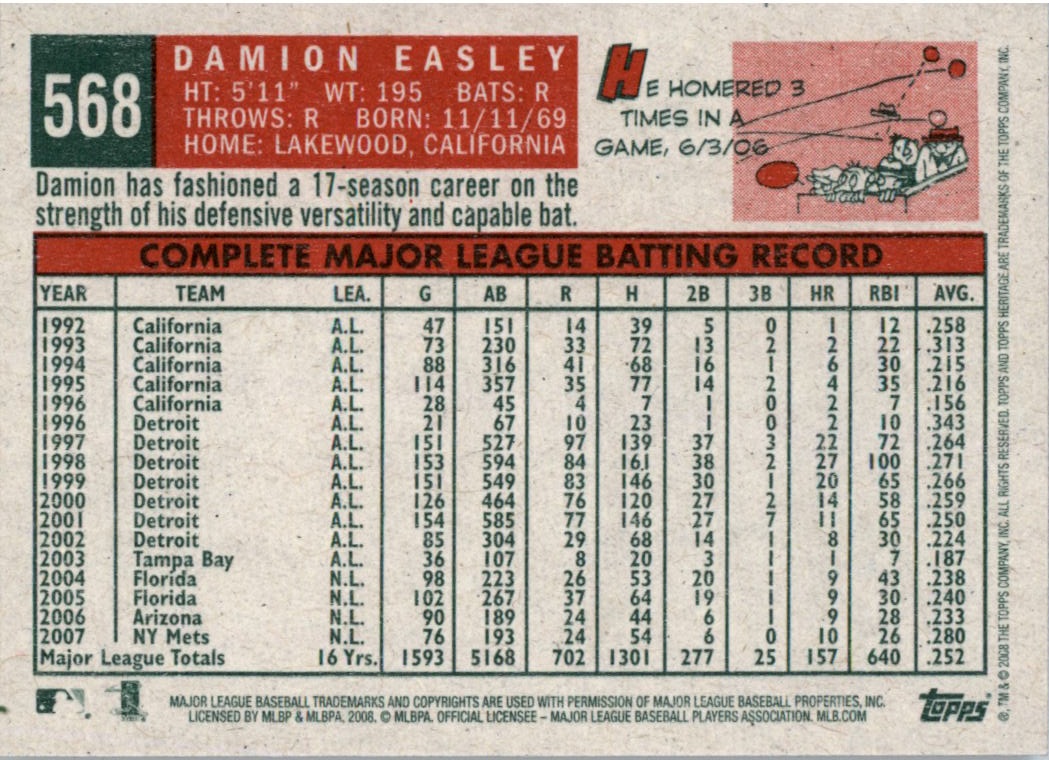 568
DAMION EASLEY
HT: 5'11" WT: 195 BATS: R
THROWS: R BORN: 11/11/69
HOME: LAKEWOOD, CALIFORNIA
HE HOMERED 3
TIMES IN A
GAME, 6/3/06
Damion has fashioned a 17-season career on the
strength of his defensive versatility and capable bat.
COMPLETE MAJOR LEAGUE BATTING RECORD
YEAR TEAM LEA. G AB R H 2B 3B HR RBI AVG.
1992 California A.L. 47 151 14 39 5 0 1 12 .258
1993 California A.L. 73 230 33 72 13 2 2 22 .313
1994 California A.L. 88 316 41 68 16 1 6 30 .215
1995 California A.L. 114 357 35 77 14 2 4 35 .216
1996 California A.L. 28 45 4 7 1 0 2 7 .156
1996 Detroit A.L. 21 67 10 23 1 0 2 10 .343
1997 Detroit A.L. 151 527 97 139 37 3 22 72 .264
1998 Detroit A.L. 153 594 84 161 38 2 27 100 .271
1999 Detroit A.L. 151 549 83 146 30 1 20 65 .266
2000 Detroit A.L. 126 464 76 120 27 2 14 58 .259
2001 Detroit A.L. 154 585 77 146 27 7 11 65 .250
2002 Detroit A.L. 85 304 29 68 14 1 8 30 .224
2003 Tampa Bay A.L. 36 107 8 20 3 1 1 7 .187
2004 Florida N.L. 98 223 26 53 20 1 9 43 .238
2005 Florida N.L. 102 267 37 64 19 1 9 30 .240
2006 Arizona N.L. 90 189 24 44 6 1 9 28 .233
2007 NY Mets N.L. 76 193 24 54 6 0 10 26 .280
Major League Totals 16 Yrs. 1593 5168 702 1301 277 25 157 640 .252
MAJOR LEAGUE BASEBALL TRADEMARKS AND COPYRIGHTS ARE USED WITH PERMISSION OF MAJOR LEAGUE BASEBALL PROPERTIES, INC.
LICENSED BY MLBP & MLBPA, 2008. © MLBPA. OFFICIAL LICENSEE – MAJOR LEAGUE BASEBALL PLAYERS ASSOCIATION. MLB.COM
Topps
®, TM & © 2008 THE TOPPS COMPANY, INC. ALL RIGHTS RESERVED. TOPPS AND TOPPS HERITAGE ARE TRADEMARKS OF THE TOPPS COMPANY, INC.